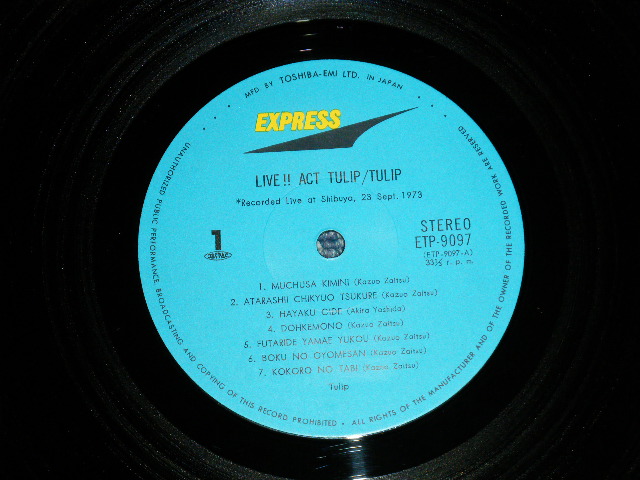 MFD. BY TOSHIBA-EMI LTD. IN JAPAN
EXPRESS
LIVE!! ACT TULIP/TULIP
*Recorded Live at Shibuya, 23 Sept. 1973
1
STEREO
ETP-9097
(ETP-9097-A)
33⅓ r. p. m.
1. MUCHUSA KIMINI (Kazuo Zaitsu)
2. ATARASHII CHIKYUO TSUKURE (Kazuo Zaitsu)
3. HAYAKU OIDE (Akira Yoshida)
4. DOHKEMONO (Kazuo Zaitsu)
5. FUTARIDE YAMAE YUKOU (Kazuo Zaitsu)
6. BOKU NO OYOMESAN (Kazuo Zaitsu)
7. KOKORO NO TABI (Kazuo Zaitsu)
Tulip
UNAUTHORIZED PUBLIC PERFORMANCE BROADCASTING AND COPYING OF THIS RECORD PROHIBITED • ALL RIGHTS OF THE MANUFACTURER AND OF THE OWNER OF THE RECORDED WORK ARE RESERVED